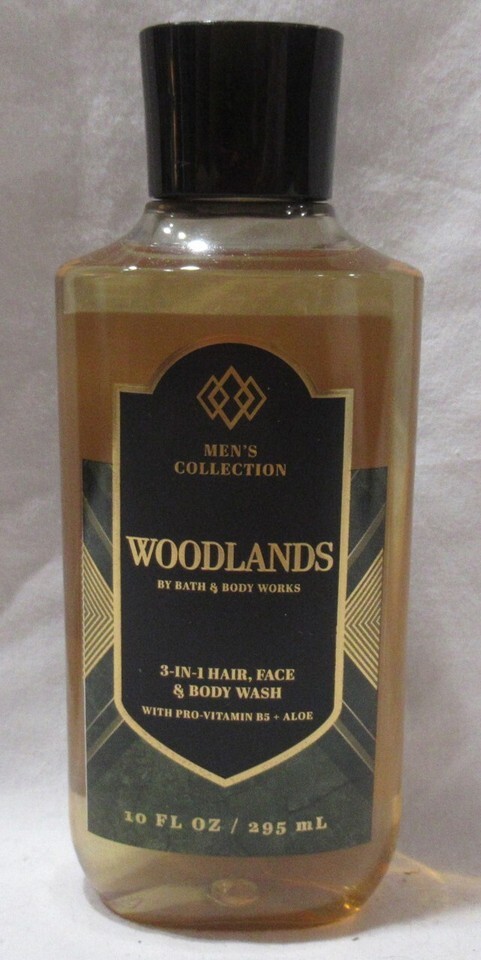 MEN'S
COLLECTION
WOODLANDS
BY BATH & BODY WORKS
3-IN-1 HAIR, FACE
& BODY WASH
WITH PRO-VITAMIN B5 + ALOE
10 FL OZ / 295 mL